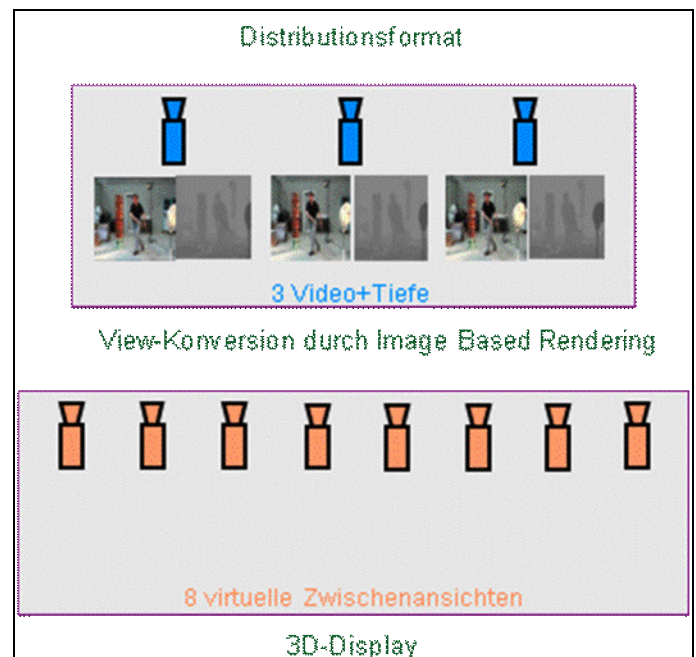 Distributionsformat
3 Video+Tiefe
View-Konversion durch Image Based Rendering
8 virtuelle Zwischenansichten
3D-Display